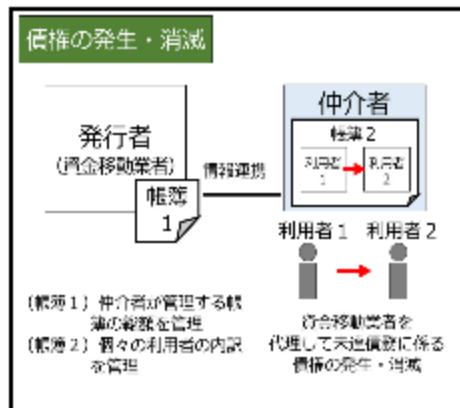 債権の発生・消滅
発行者
(資金移動業者)
帳簿
1
情報連携
仲介者
帳簿2
利用者
1
利用者
2
利用者1 利用者2
(帳簿1)仲介者が管理する帳
簿の総額を管理
(帳簿2)個々の利用者の内訳
を管理
資金移動業者を
代理して未達債務に係る
債権の発生・消滅